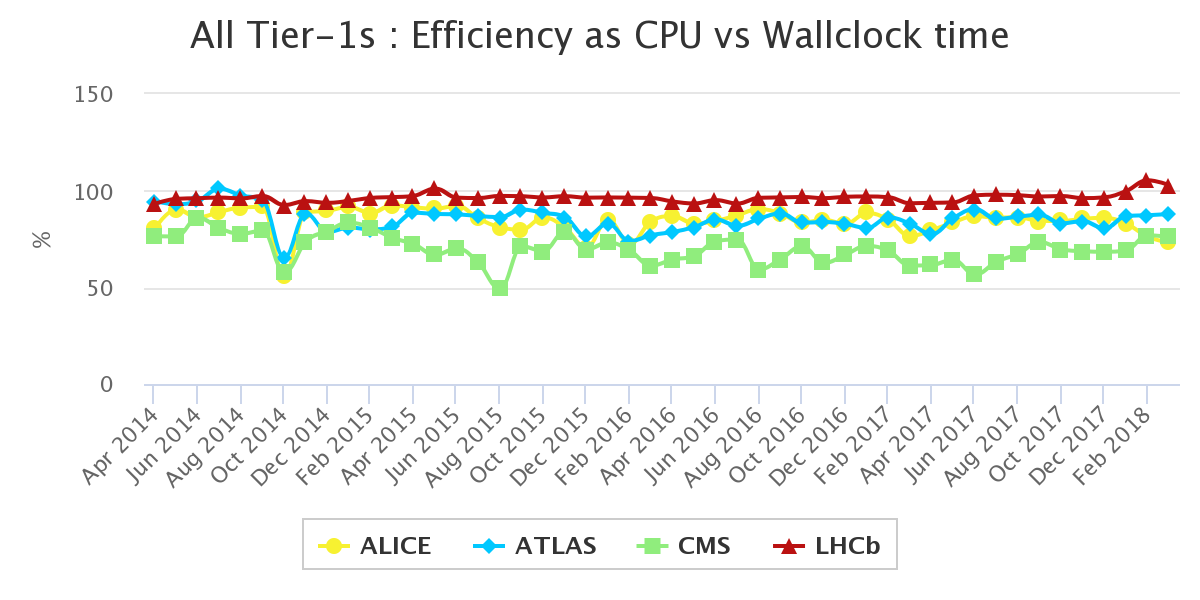 All Tier-1s : Efficiency as CPU vs Wallclock time
150
100
50
0
%
Apr 2014
Jun 2014
Aug 2014
Oct 2014
Dec 2014
Feb 2015
Apr 2015
Jun 2015
Aug 2015
Oct 2015
Dec 2015
Feb 2016
Apr 2016
Jun 2016
Aug 2016
Oct 2016
Dec 2016
Feb 2017
Apr 2017
Jun 2017
Aug 2017
Oct 2017
Dec 2017
Feb 2018
ALICE ATLAS CMS LHCb